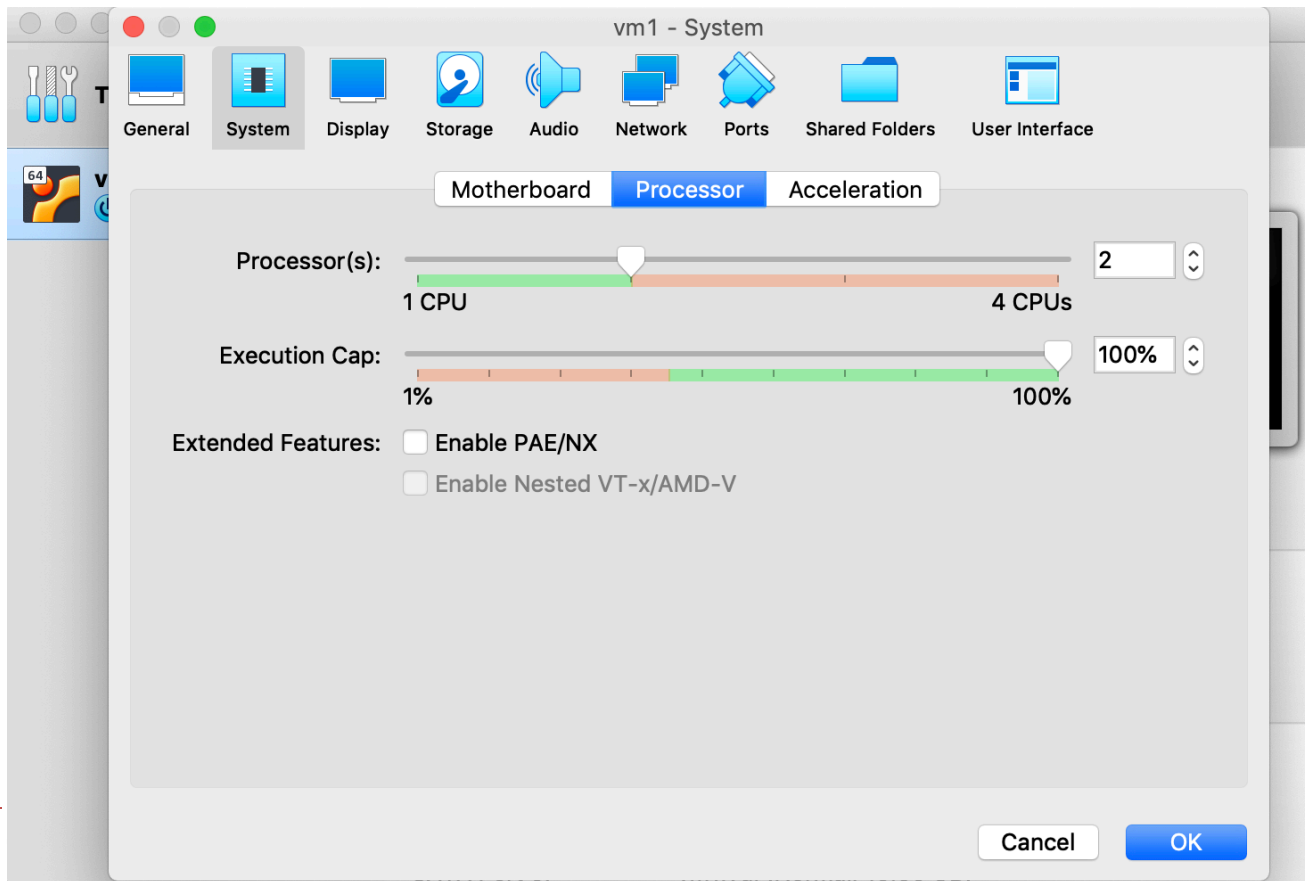 vm1 - System
T
General System Display Storage Audio Network Ports Shared Folders User Interface
64
v
Motherboard Processor Acceleration
Processor(s): 2
1 CPU 4 CPUs
Execution Cap: 100%
1% 100%
Extended Features: Enable PAE/NX
Enable Nested VT-x/AMD-V
Cancel OK